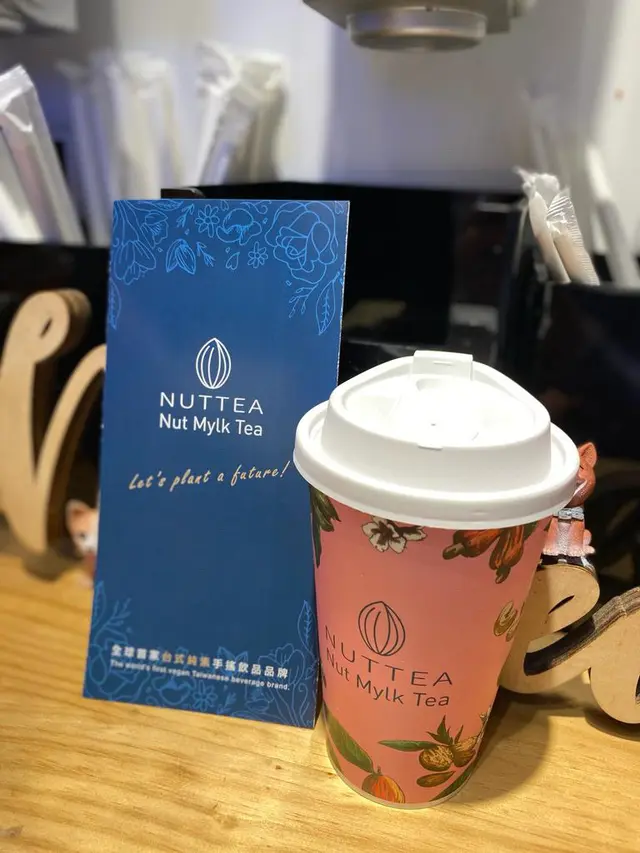 NUTTEA
Nut Mylk Tea
Let's plant a future!
全球首家台式純素手搖飲品品牌
The world's first vegan Taiwanese beverage brand.
NUTTEA
Nut Mylk Tea